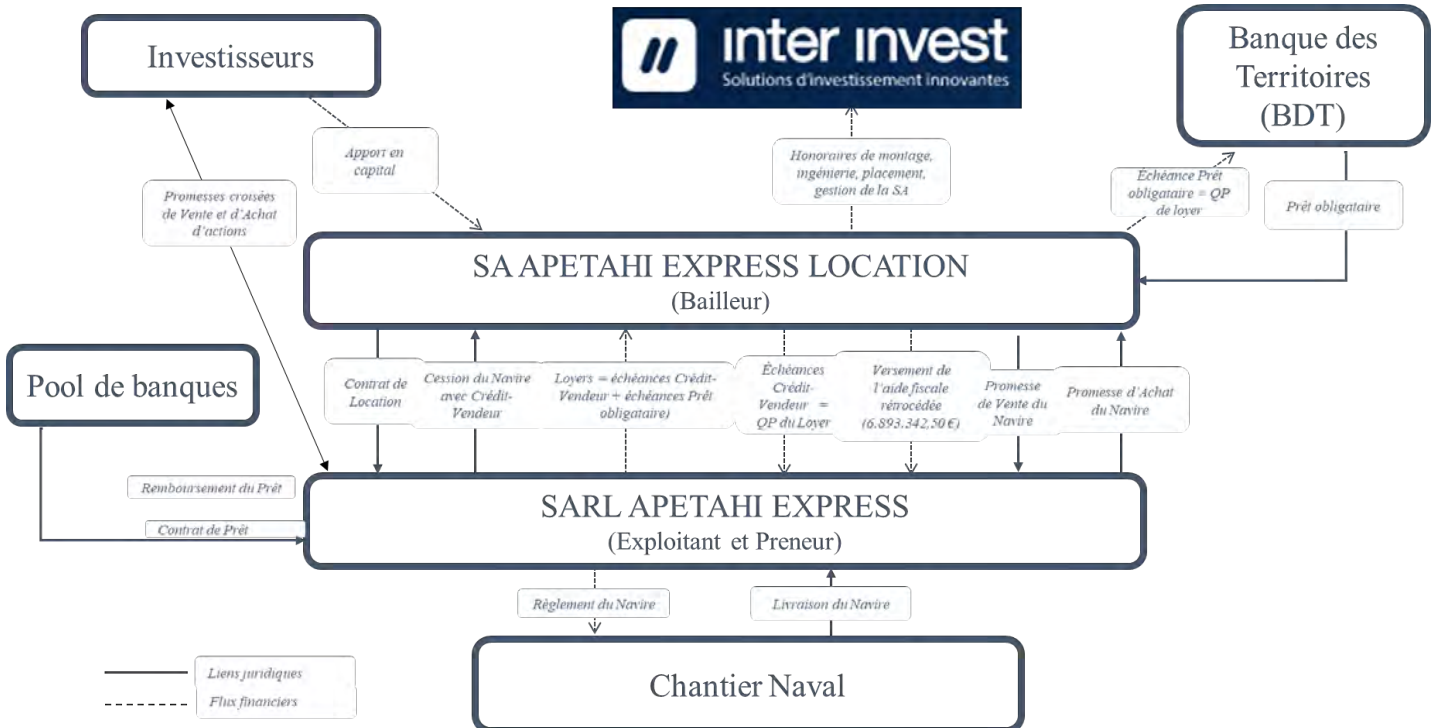 Investisseurs
inter invest
Solutions d'investissement innovantes
Banque des
Territoires
(BDT)
Apport en
capital
Honoraires de montage,
ingénierie, placement,
gestion de la SA
Échéance Prêt
obligataire = QP
de loyer
Prêt obligataire
Promesses croisées
de Vente et d'Achat
d'actions
SA APETAHI EXPRESS LOCATION
(Bailleur)
Pool de banques
Contrat de
Location
Cession du Navire
avec Crédit-
Vendeur
Loyers = échéances Crédit-
Vendeur + échéances Prêt
obligataire)
Échéances
Crédit-
Vendeur =
QP du Loyer
Versement de
l'aide fiscale
rétrocédée
(6.893.342,50 €)
Promesse
de Vente du
Navire
Promesse d'Achat
du Navire
Remboursement du Prêt
Contrat de Prêt
SARL APETAHI EXPRESS
(Exploitant et Preneur)
Règlement du Navire
Livraison du Navire
Chantier Naval
Liens juridiques
Flux financiers